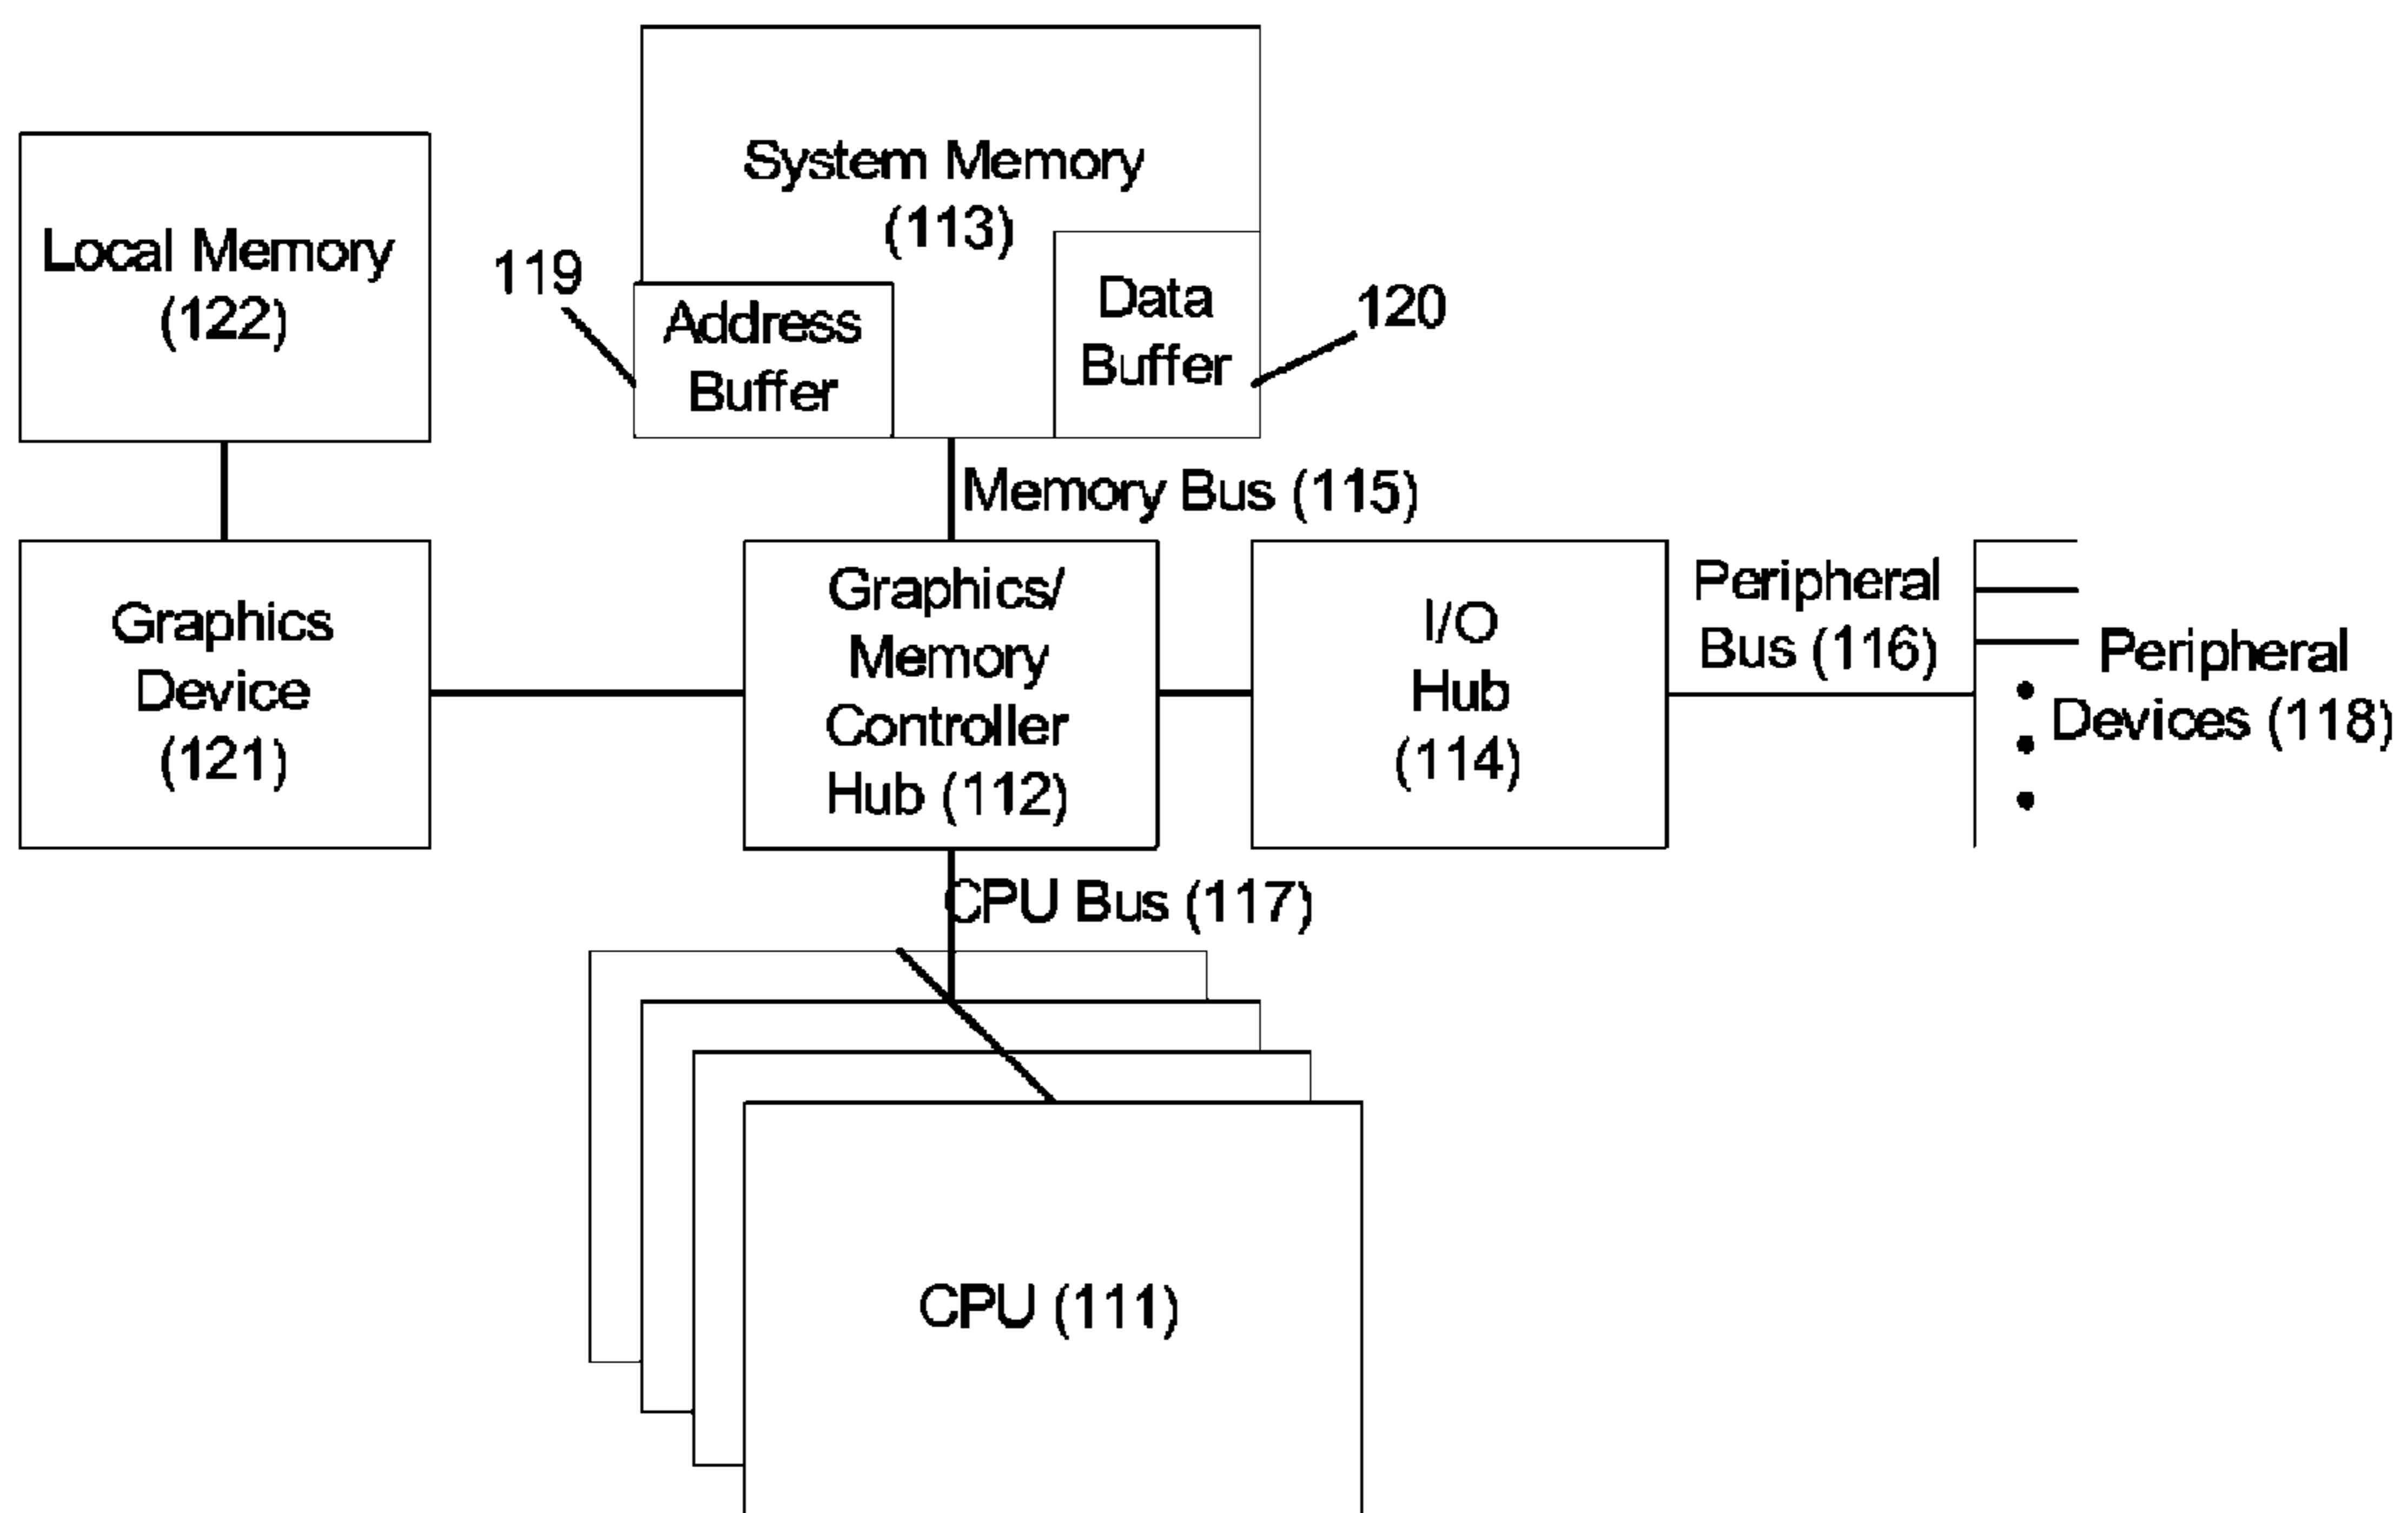 System Memory
(113)
Local Memory
(122)
119
Address
Buffer
Data
Buffer
120
Memory Bus (115)
Graphics
Device
(121)
Graphics/
Memory
Controller
Hub (112)
I/O
Hub
(114)
Peripheral
Bus (116)
Peripheral
Devices (118)
CPU Bus (117)
CPU (111)